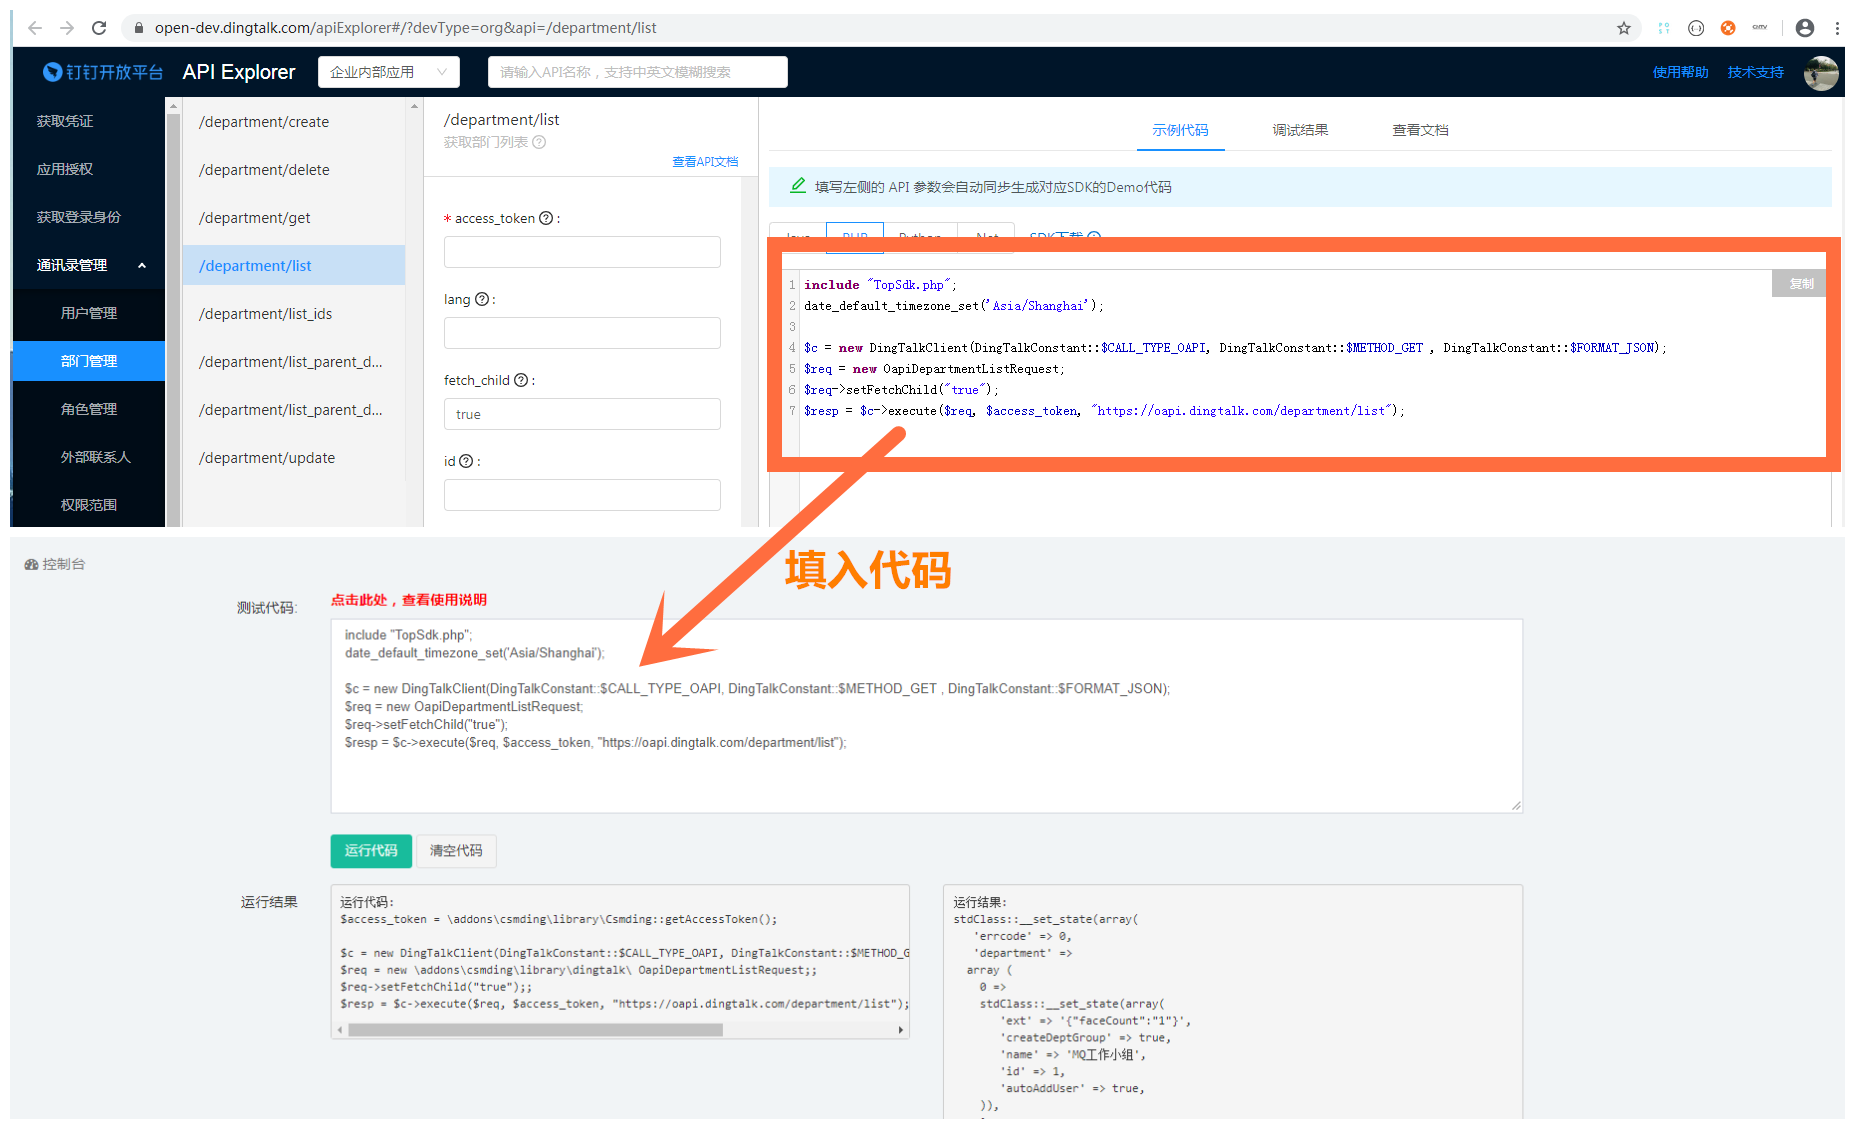 open-dev.dingtalk.com/apiExplorer#/?devType=org&api=/department/list
钉钉开放平台 API Explorer 企业内部应用 请输入API名称，支持中英文模糊搜索 使用帮助 技术支持
获取凭证
应用授权
获取登录身份
通讯录管理
用户管理
部门管理
角色管理
外部联系人
权限范围
/department/create
/department/delete
/department/get
/department/list
/department/list_ids
/department/list_parent_d...
/department/list_parent_d...
/department/update
/department/list
获取部门列表
查看API文档
* access_token :
lang :
fetch_child :
true
id :
示例代码 调试结果 查看文档
填写左侧的 API 参数会自动同步生成对应SDK的Demo代码
Java PHP Python .Net SDK下载
复制
1 include "TopSdk.php";
2 date_default_timezone_set('Asia/Shanghai');
3
4 $c = new DingTalkClient(DingTalkConstant::$CALL_TYPE_OAPI, DingTalkConstant::$METHOD_GET , DingTalkConstant::$FORMAT_JSON);
5 $req = new OapiDepartmentListRequest;
6 $req->setFetchChild("true");
7 $resp = $c->execute($req, $access_token, "https://oapi.dingtalk.com/department/list");
填入代码
控制台
测试代码:
点击此处，查看使用说明
include "TopSdk.php";
date_default_timezone_set('Asia/Shanghai');
$c = new DingTalkClient(DingTalkConstant::$CALL_TYPE_OAPI, DingTalkConstant::$METHOD_GET , DingTalkConstant::$FORMAT_JSON);
$req = new OapiDepartmentListRequest;
$req->setFetchChild("true");
$resp = $c->execute($req, $access_token, "https://oapi.dingtalk.com/department/list");
运行代码 清空代码
运行结果
运行代码:
$access_token = \addons\csmding\library\Csmding::getAccessToken();
$c = new DingTalkClient(DingTalkConstant::$CALL_TYPE_OAPI, DingTalkConstant::$METHOD_G
$req = new \addons\csmding\library\dingtalk\ OapiDepartmentListRequest;;
$req->setFetchChild("true");;
$resp = $c->execute($req, $access_token, "https://oapi.dingtalk.com/department/list");
运行结果:
stdClass::__set_state(array(
'errcode' => 0,
'department' =>
array (
0 =>
stdClass::__set_state(array(
'ext' => '{"faceCount":"1"}',
'createDeptGroup' => true,
'name' => 'MQ工作小组',
'id' => 1,
'autoAddUser' => true,
)),